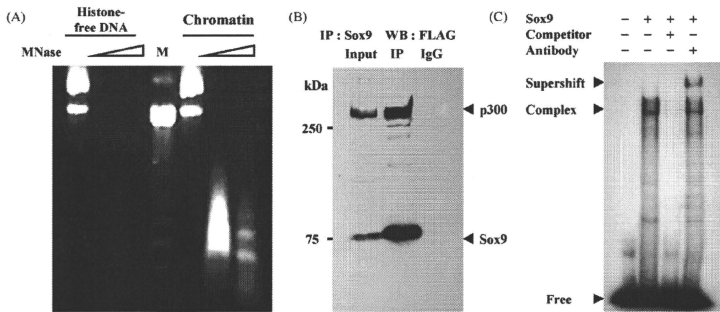 (A)
Histone-
free DNA
Chromatin
MNase
M
(B)
IP : Sox9 WB : FLAG
Input IP IgG
kDa
p300
250
75
Sox9
(C)
Sox9 - + + +
Competitor - - + -
Antibody - - - +
Supershift
Complex
Free